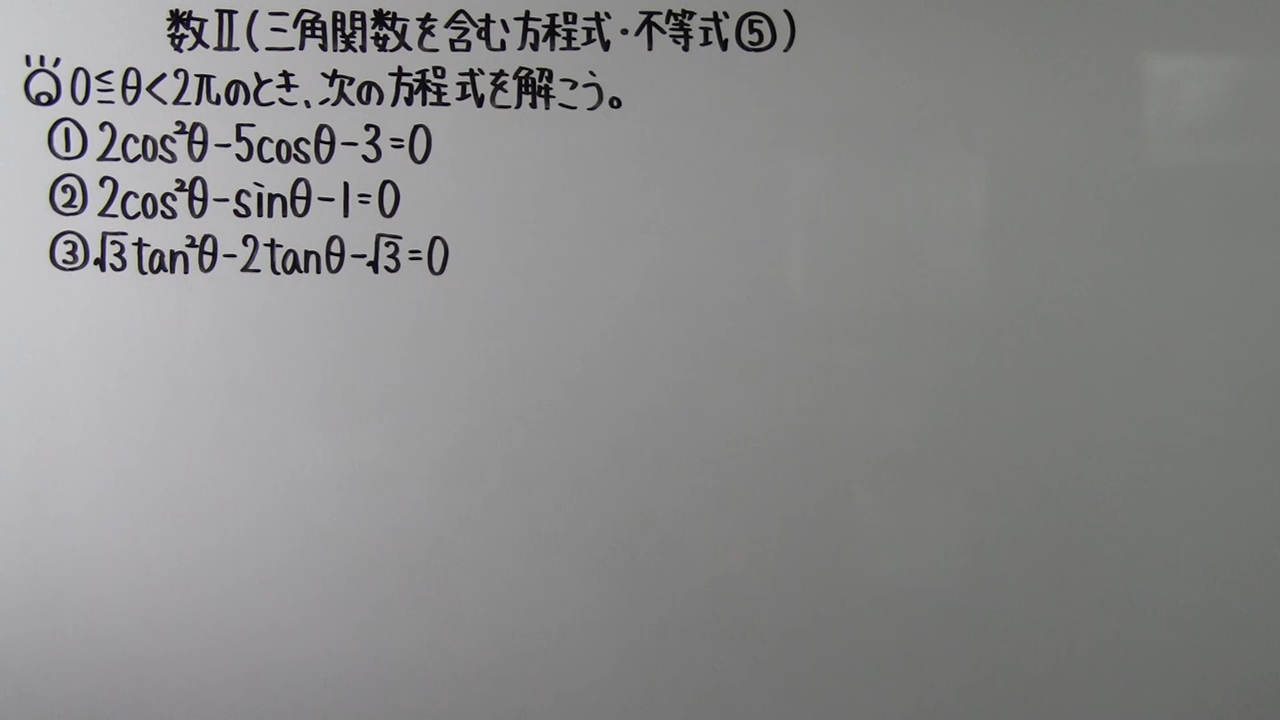 数Ⅱ(三角関数を含む方程式・不等式⑤)
0≦θ<2πのとき、次の方程式を解こう。
①2cos²θ-5cosθ-3=0
②2cos²θ-sinθ-1=0
③√3tan²θ-2tanθ-√3=0